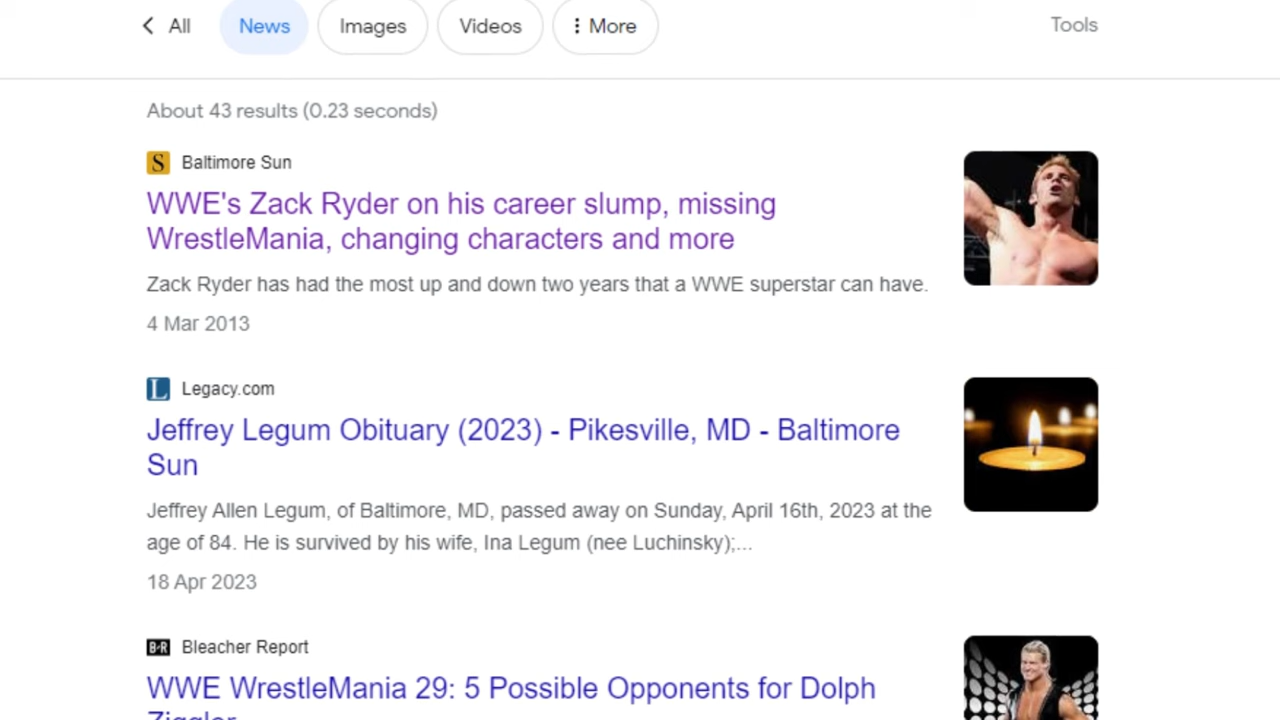 All News Images Videos More Tools
About 43 results (0.23 seconds)
S Baltimore Sun
WWE's Zack Ryder on his career slump, missing
WrestleMania, changing characters and more
Zack Ryder has had the most up and down two years that a WWE superstar can have.
4 Mar 2013
L Legacy.com
Jeffrey Legum Obituary (2023) - Pikesville, MD - Baltimore
Sun
Jeffrey Allen Legum, of Baltimore, MD, passed away on Sunday, April 16th, 2023 at the
age of 84. He is survived by his wife, Ina Legum (nee Luchinsky);...
18 Apr 2023
B/R Bleacher Report
WWE WrestleMania 29: 5 Possible Opponents for Dolph
Ziggler